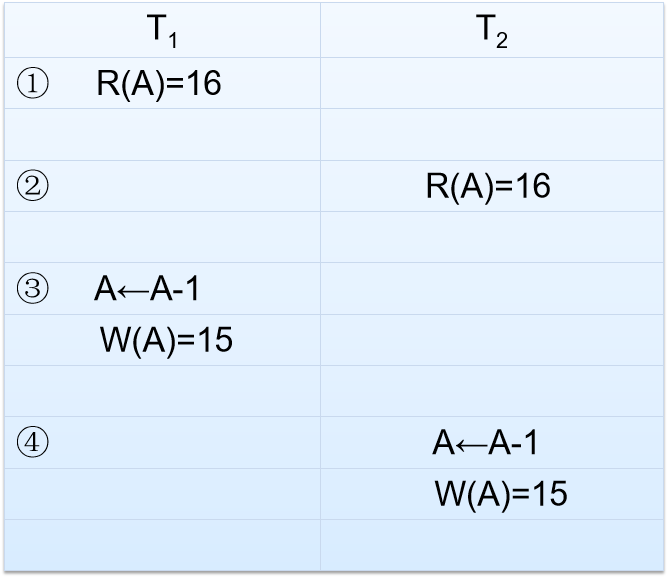 T₁ T₂
① R(A)=16
② R(A)=16
③ A←A-1
W(A)=15
④ A←A-1
W(A)=15